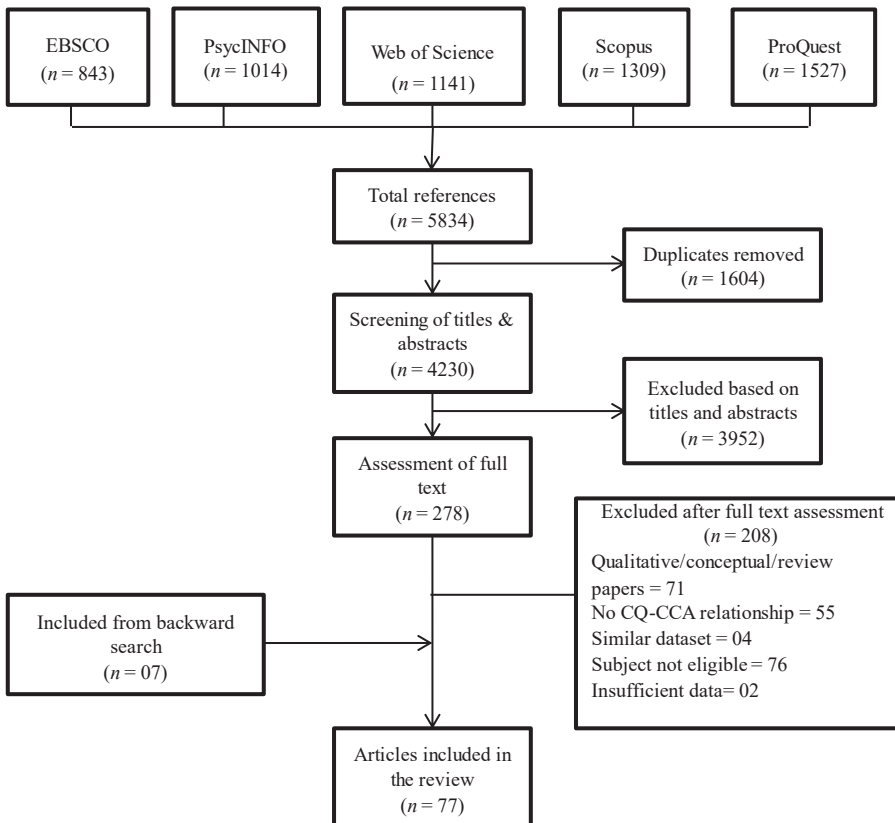 EBSCO
(n = 843)
PsycINFO
(n = 1014)
Web of Science
(n = 1141)
Scopus
(n = 1309)
ProQuest
(n = 1527)
Total references
(n = 5834)
Duplicates removed
(n = 1604)
Screening of titles &
abstracts
(n = 4230)
Excluded based on
titles and abstracts
(n = 3952)
Assessment of full
text
(n = 278)
Excluded after full text assessment
(n = 208)
Qualitative/conceptual/review
papers = 71
No CQ-CCA relationship = 55
Similar dataset = 04
Subject not eligible = 76
Insufficient data= 02
Included from backward
search
(n = 07)
Articles included in
the review
(n = 77)